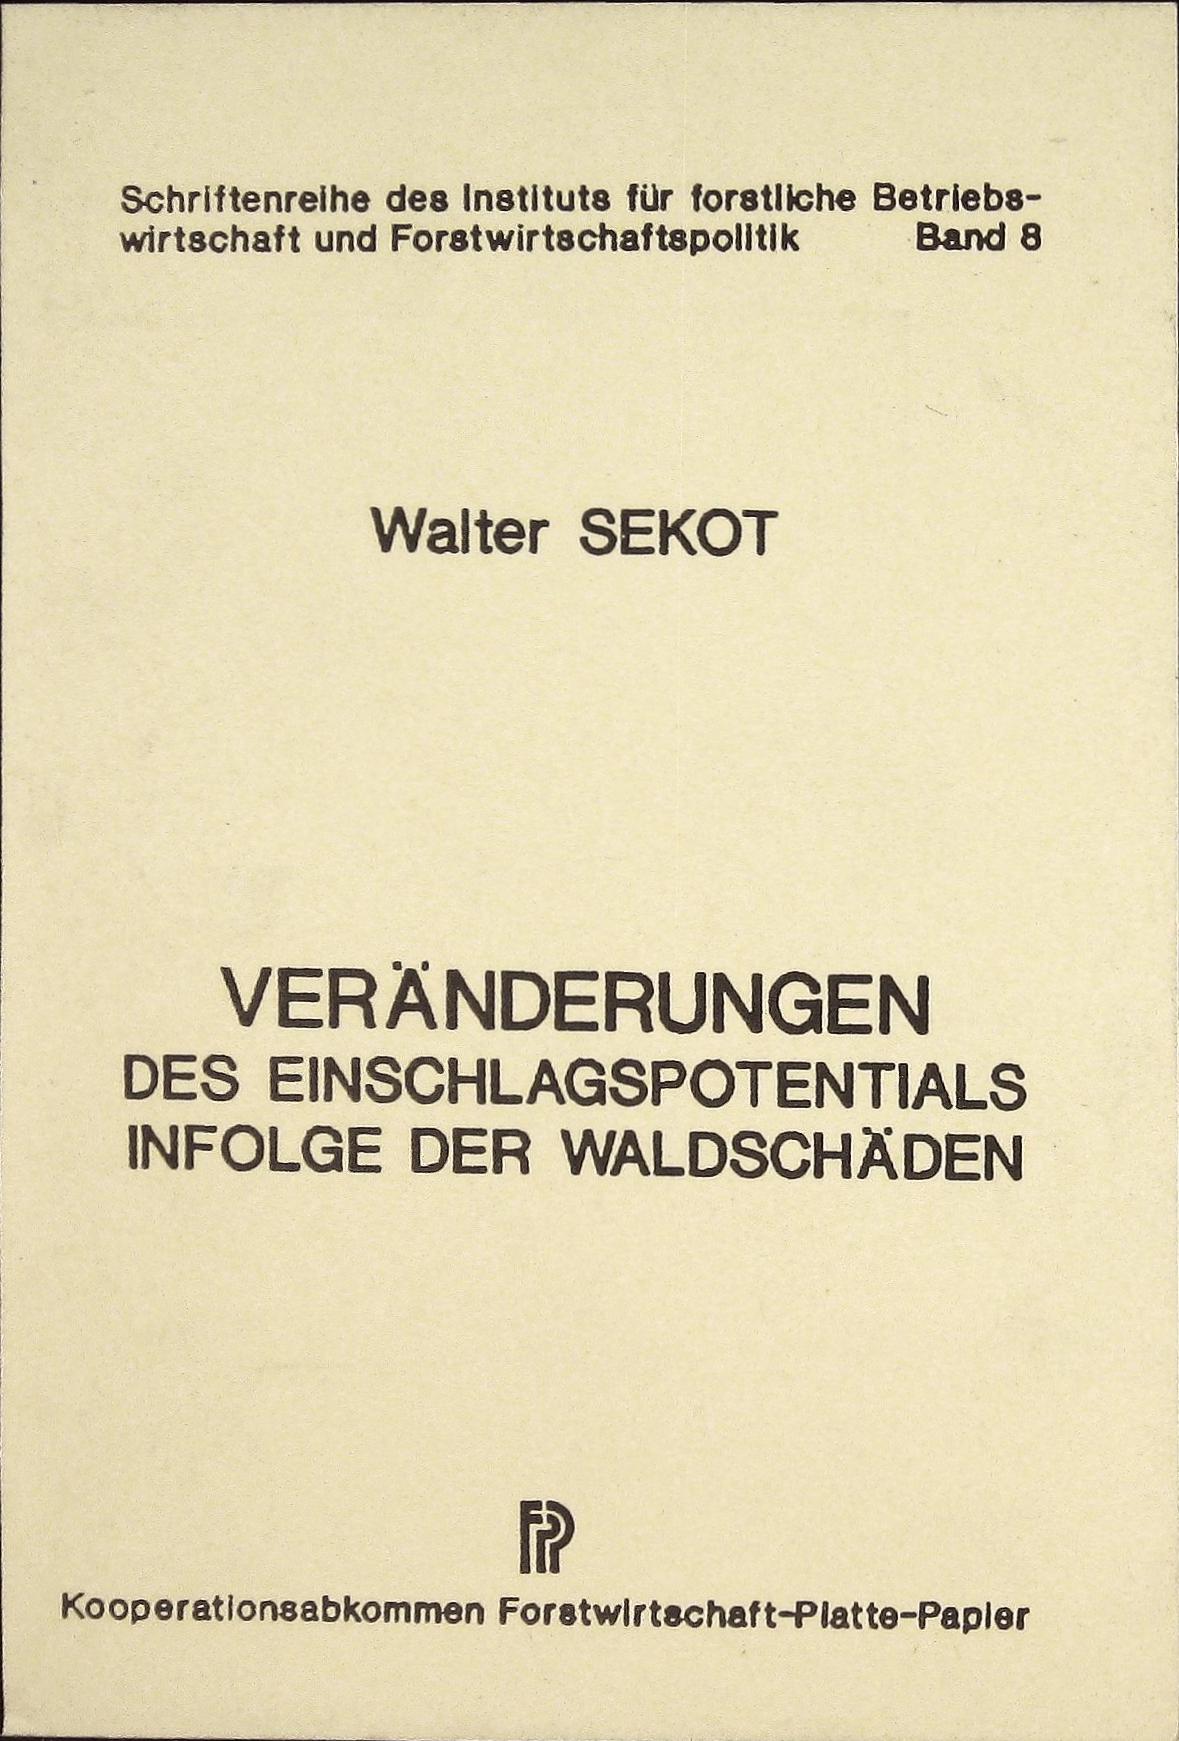 Schriftenreihe des Instituts für forstliche Betriebs-
wirtschaft und Forstwirtschaftspolitik Band 8
Walter SEKOT
VERÄNDERUNGEN
DES EINSCHLAGSPOTENTIALS
INFOLGE DER WALDSCHÄDEN
FPP
Kooperationsabkommen Forstwirtschaft-Platte-Papier